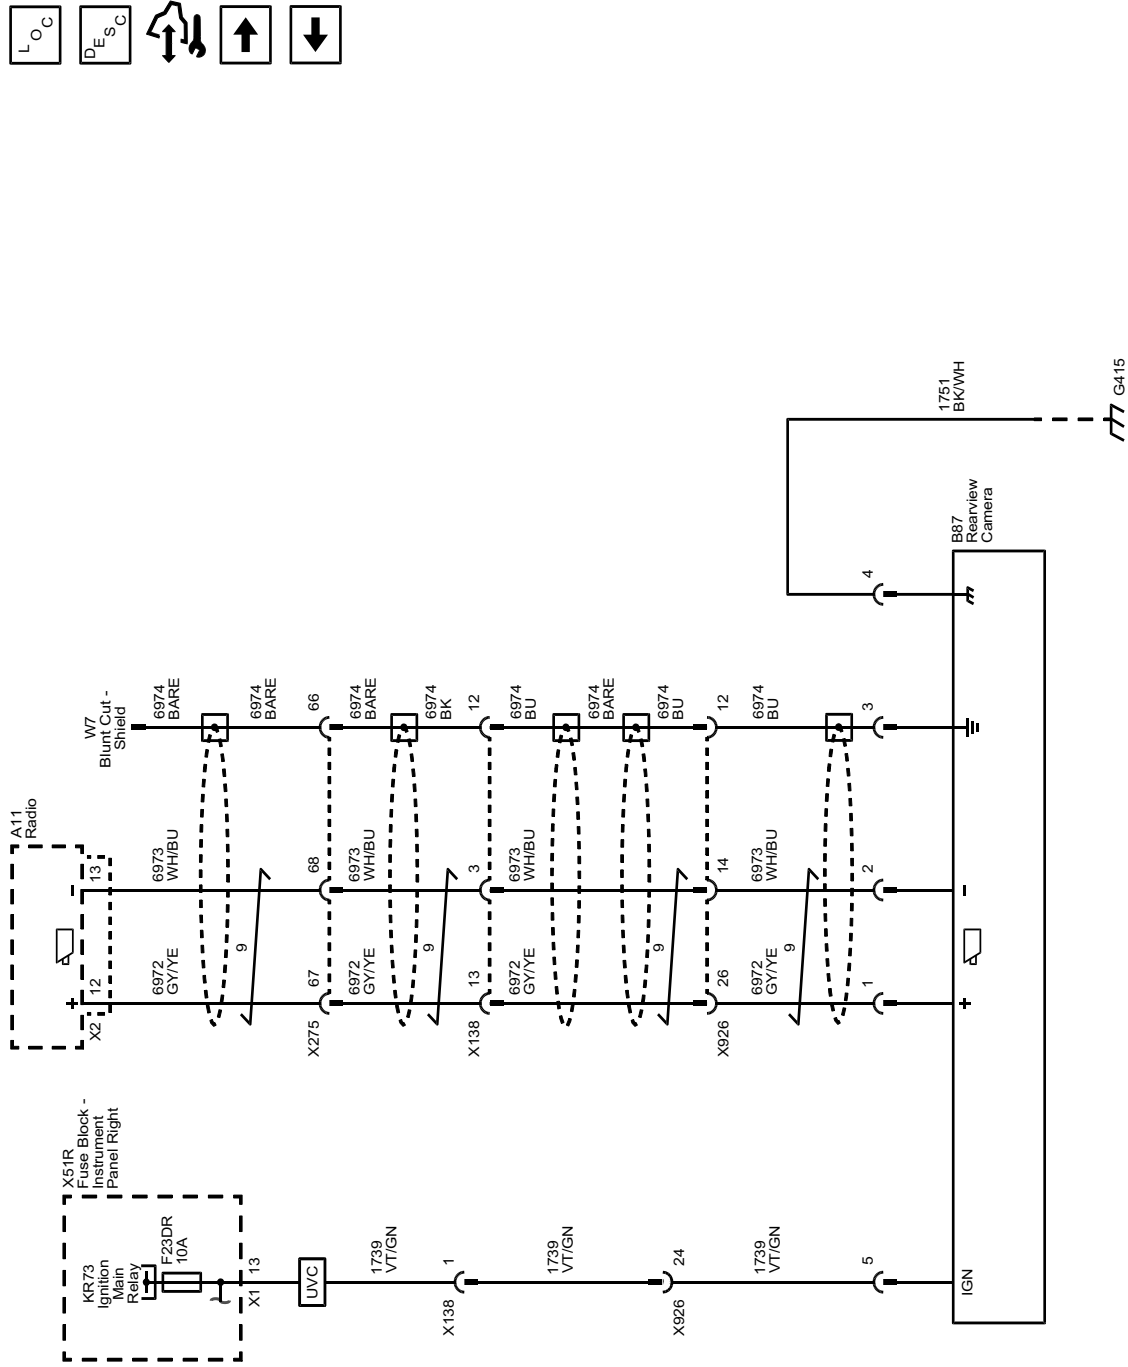 LOC
DESC
X51R
Fuse Block -
Instrument
Panel Right
KR73
Ignition
Main
Relay
F23DR
10A
X1
13
UVC
1739
VT/GN
X138
1
1739
VT/GN
X926
24
1739
VT/GN
5
IGN
A11
Radio
+
-
X2
12
13
6972
GY/YE
6973
WH/BU
9
W7
Blunt Cut -
Shield
6974
BARE
6974
BARE
X275
67
68
66
6972
GY/YE
6973
WH/BU
6974
BARE
9
6974
BK
X138
13
3
12
6972
GY/YE
6973
WH/BU
6974
BU
6974
BARE
9
6974
BU
X926
26
14
12
6972
GY/YE
6973
WH/BU
6974
BU
9
1
2
3
4
+
-
1751
BK/WH
G415
B87
Rearview
Camera